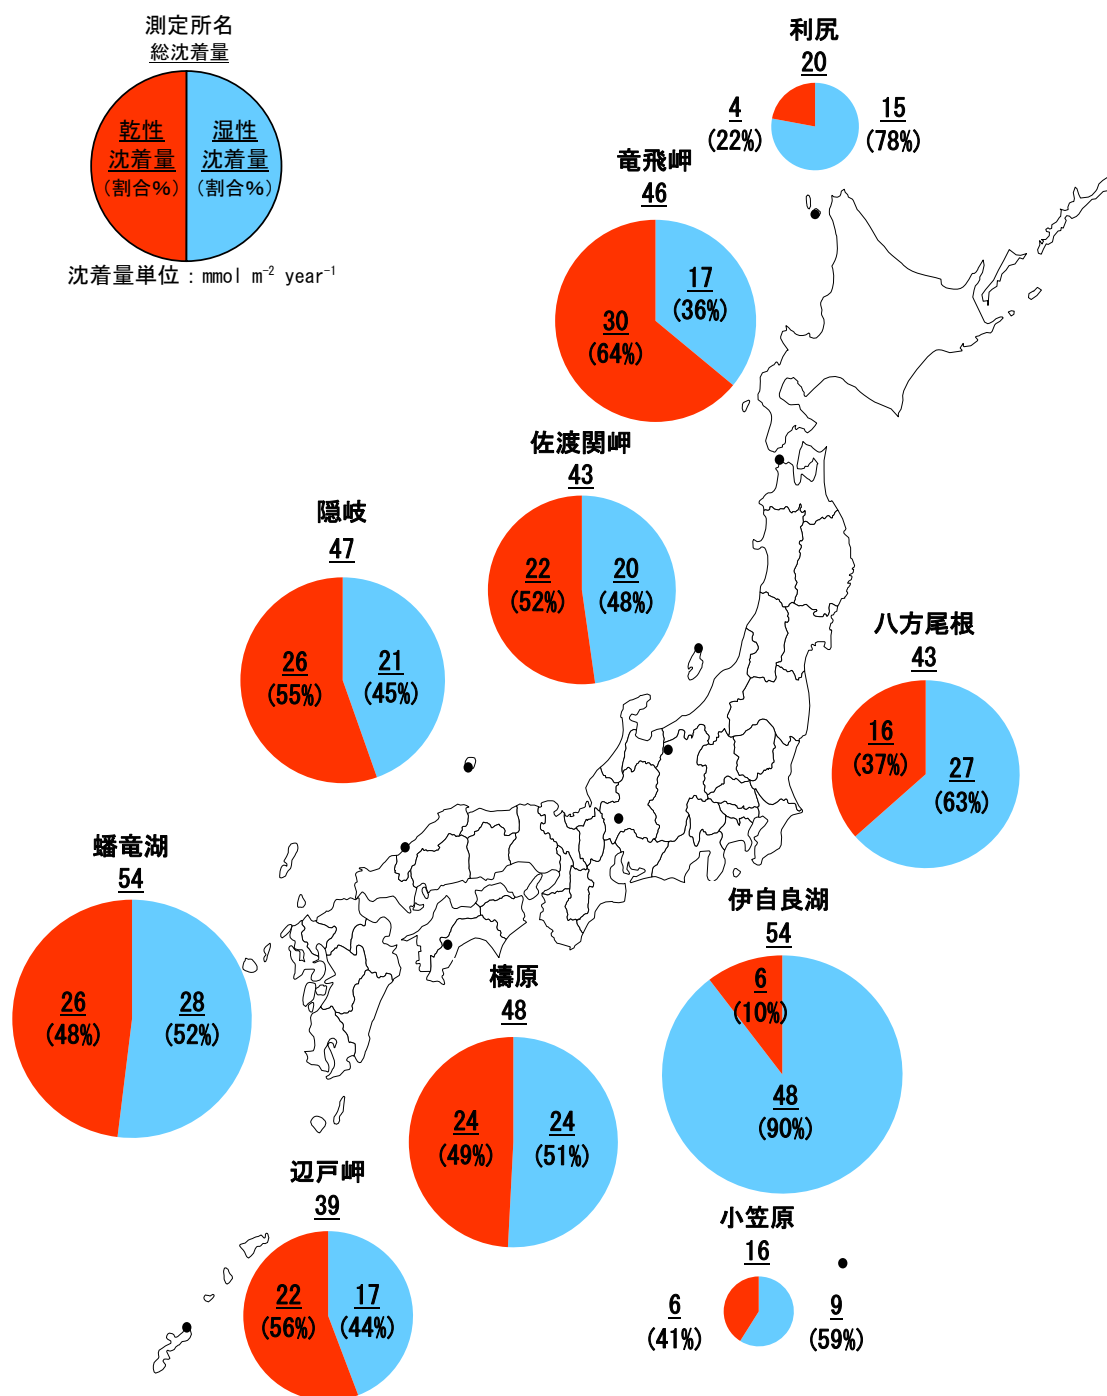 測定所名
総沈着量
乾性
沈着量
(割合%)
湿性
沈着量
(割合%)
沈着量単位：mmol m⁻² year⁻¹
利尻
20
4
(22%)
15
(78%)
竜飛岬
46
17
(36%)
30
(64%)
佐渡関岬
43
22
(52%)
20
(48%)
隠岐
47
26
(55%)
21
(45%)
八方尾根
43
16
(37%)
27
(63%)
蟠竜湖
54
26
(48%)
28
(52%)
伊自良湖
54
6
(10%)
48
(90%)
檮原
48
24
(49%)
24
(51%)
辺戸岬
39
22
(56%)
17
(44%)
小笠原
16
6
(41%)
9
(59%)